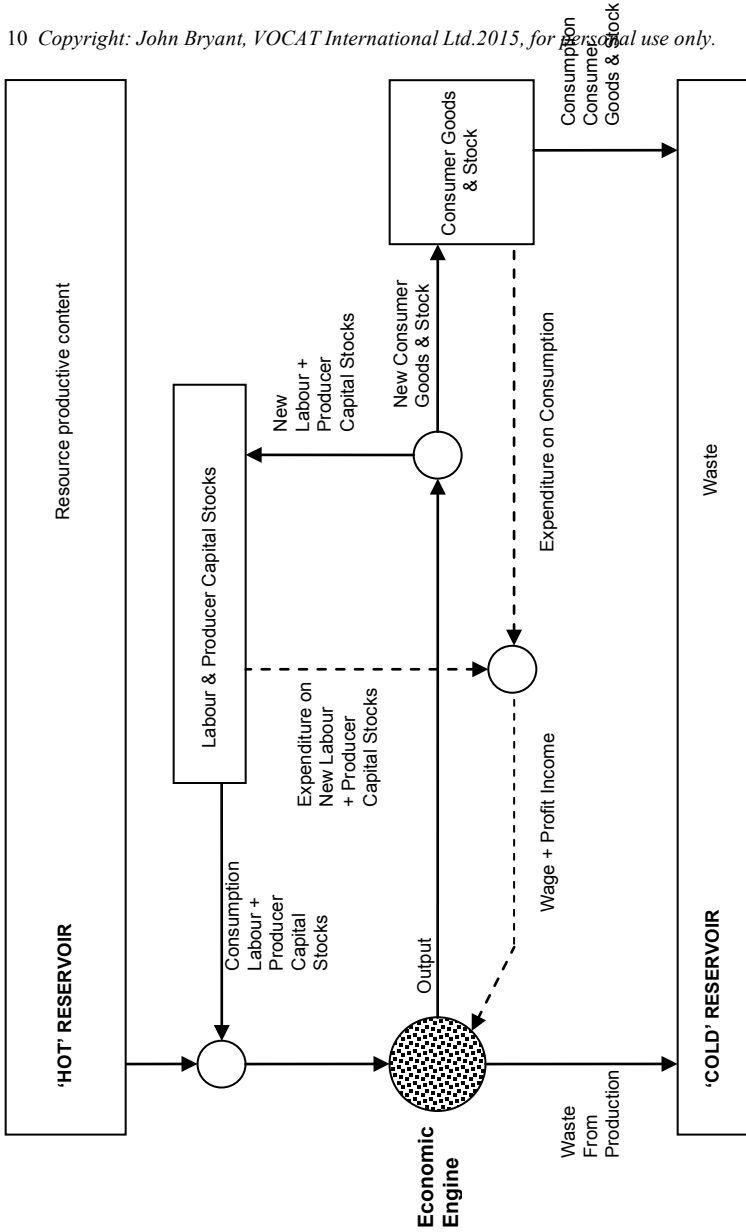 10 Copyright: John Bryant, VOCAT International Ltd.2015, for personal use only.
'HOT' RESERVOIR
Resource productive content
Labour & Producer Capital Stocks
Consumption
Labour +
Producer
Capital
Stocks
New
Labour +
Producer
Capital Stocks
Expenditure on
New Labour
+ Producer
Capital Stocks
Economic
Engine
Output
New Consumer
Goods & Stock
Consumer Goods
& Stock
Expenditure on Consumption
Wage + Profit Income
Waste
From
Production
Consumption
Consumer
Goods & Stock
'COLD' RESERVOIR
Waste